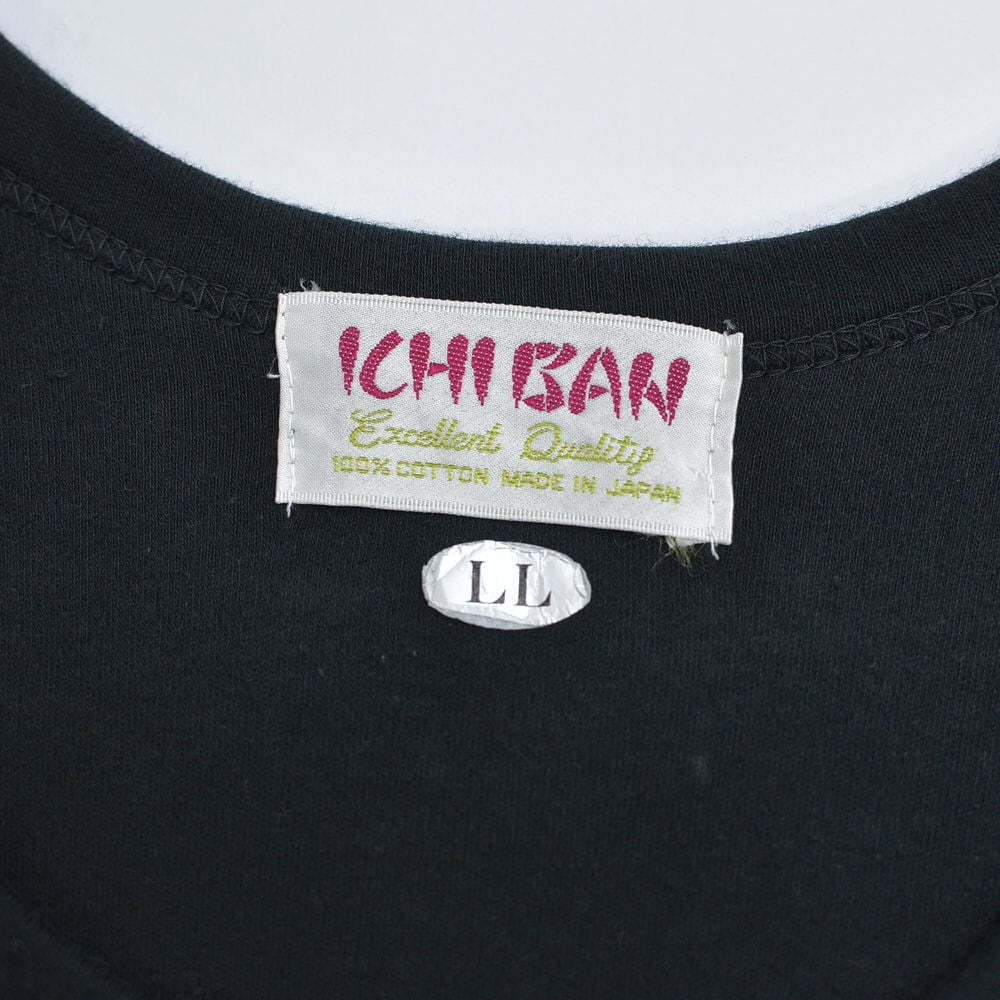 ICHI BAN
Excellent Quality
100% COTTON MADE IN JAPAN
LL